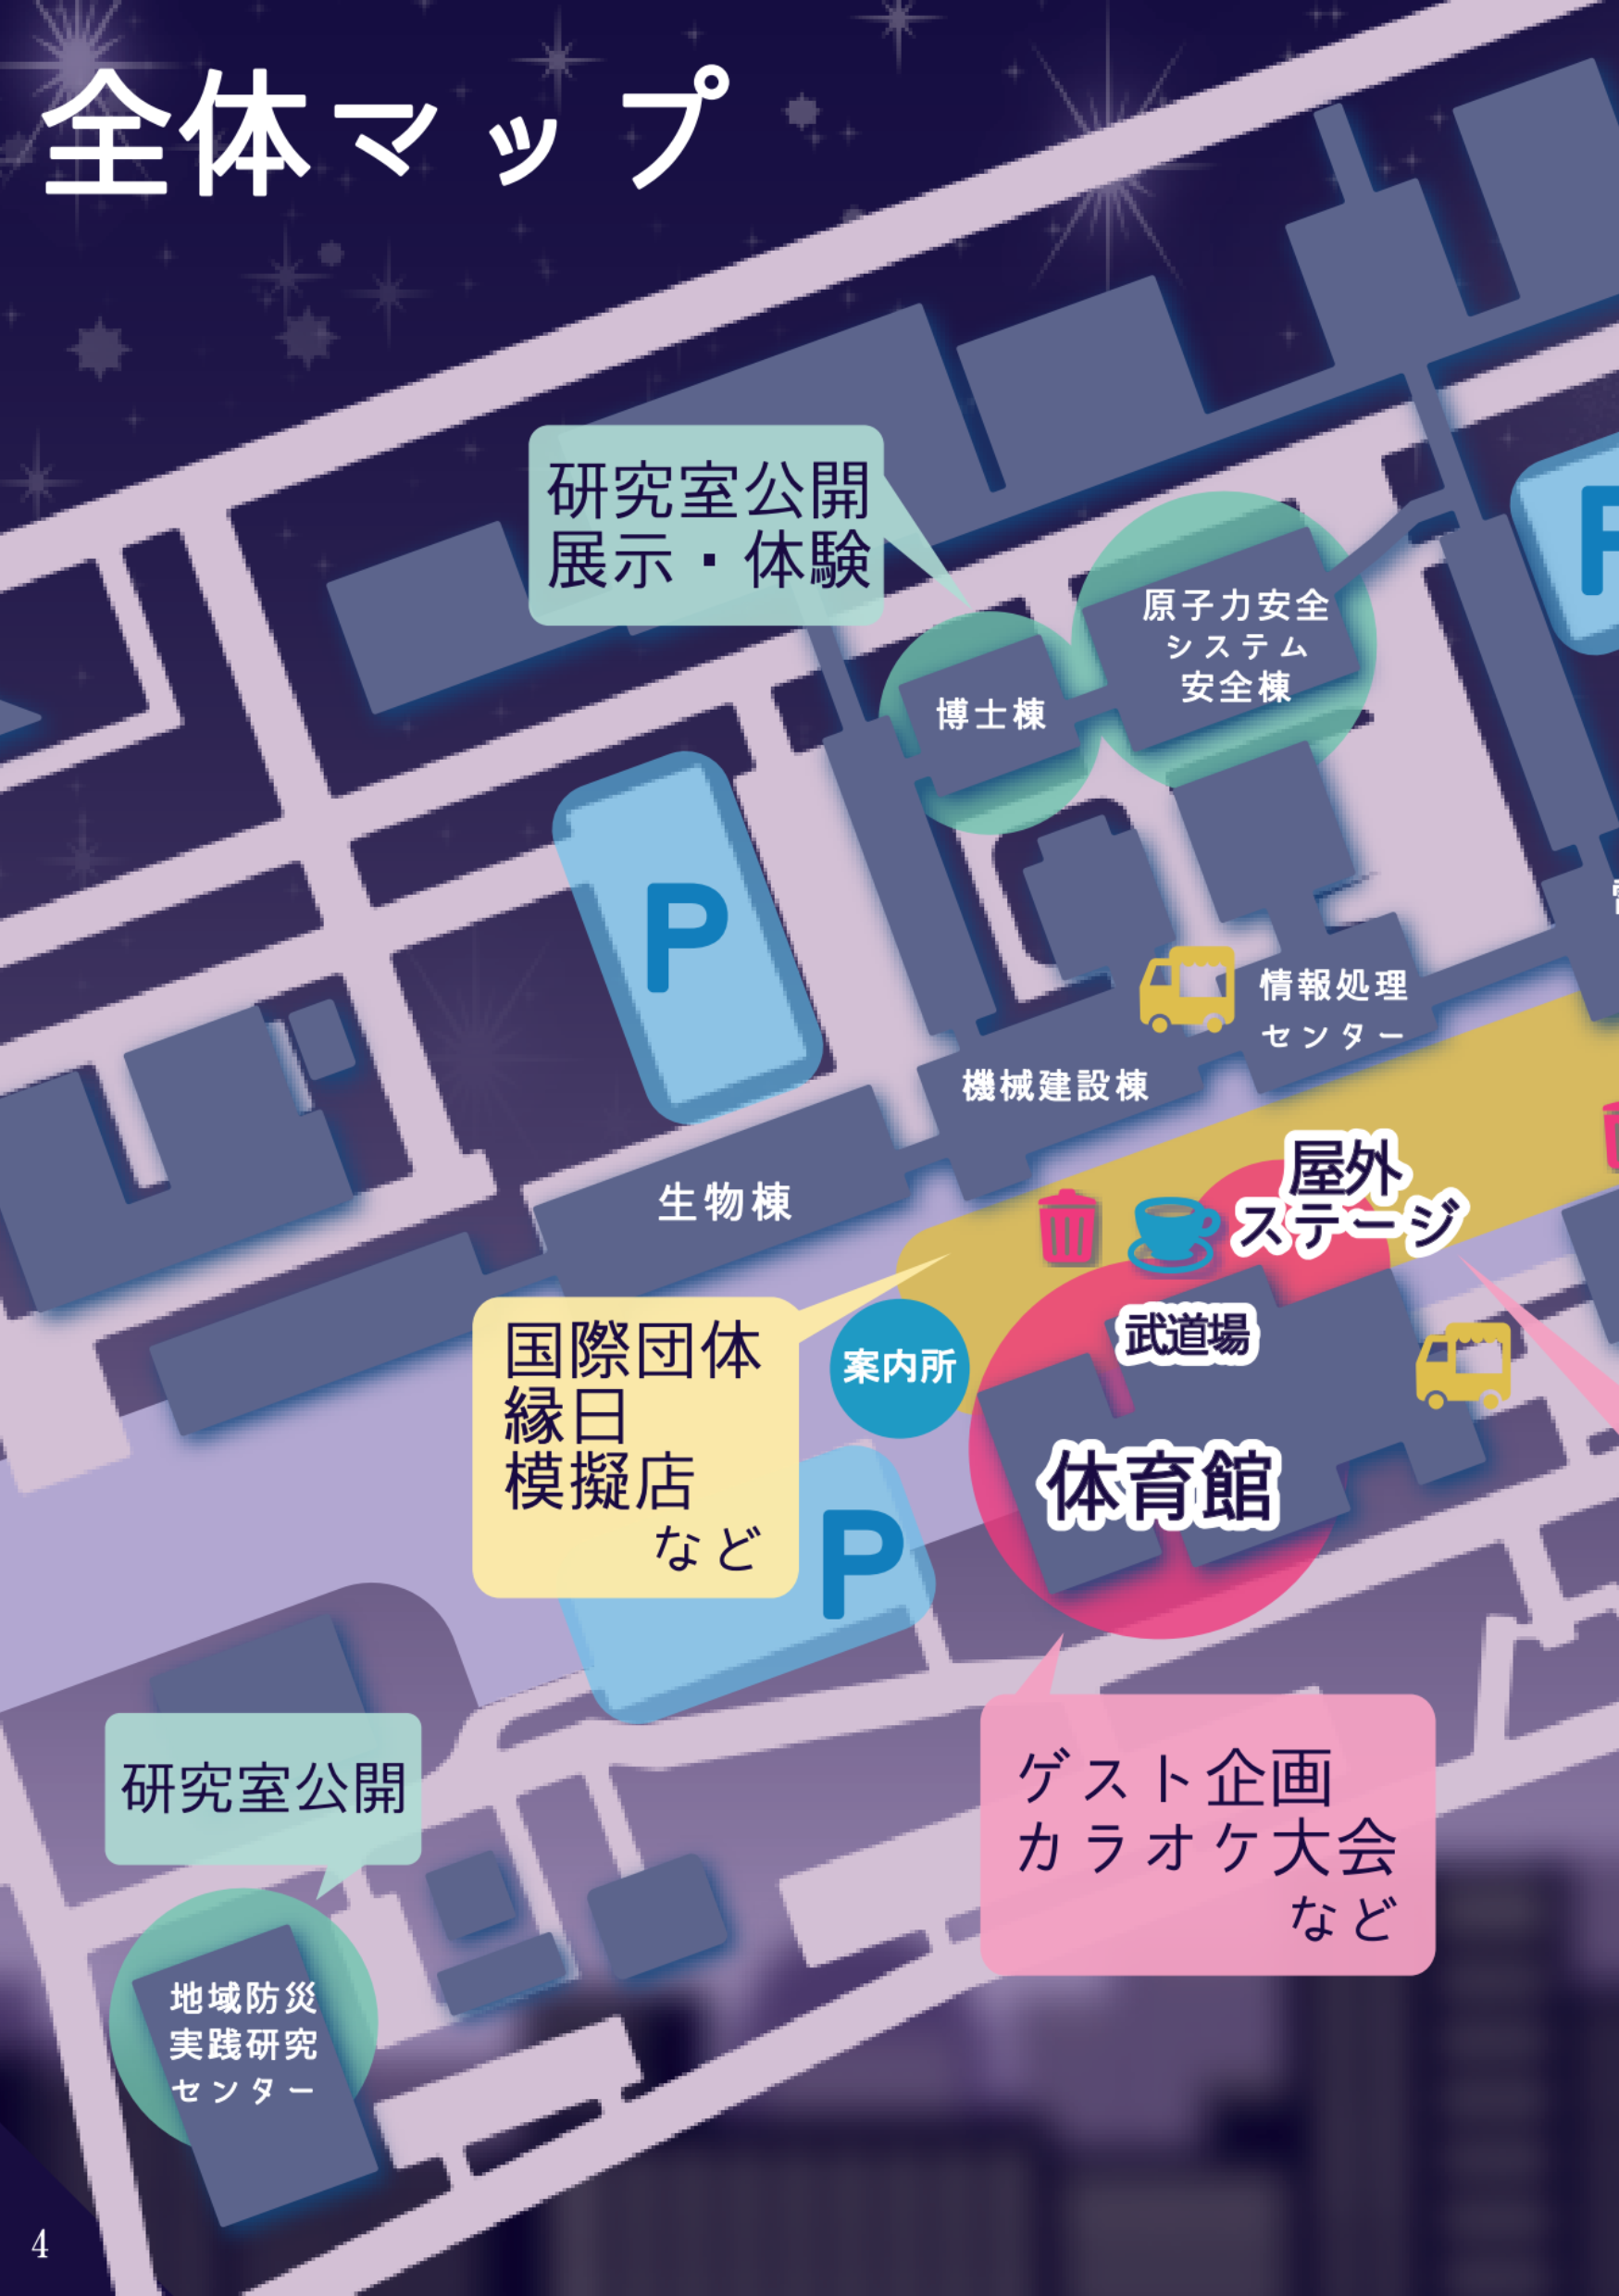 全体マップ
研究室公開
展示・体験
原子力安全
システム
安全棟
博士棟
P
P
情報処理
センター
機械建設棟
生物棟
屋外
ステージ
武道場
案内所
国際団体
縁日
模擬店
など
体育館
P
研究室公開
ゲスト企画
カラオケ大会
など
地域防災
実践研究
センター
4